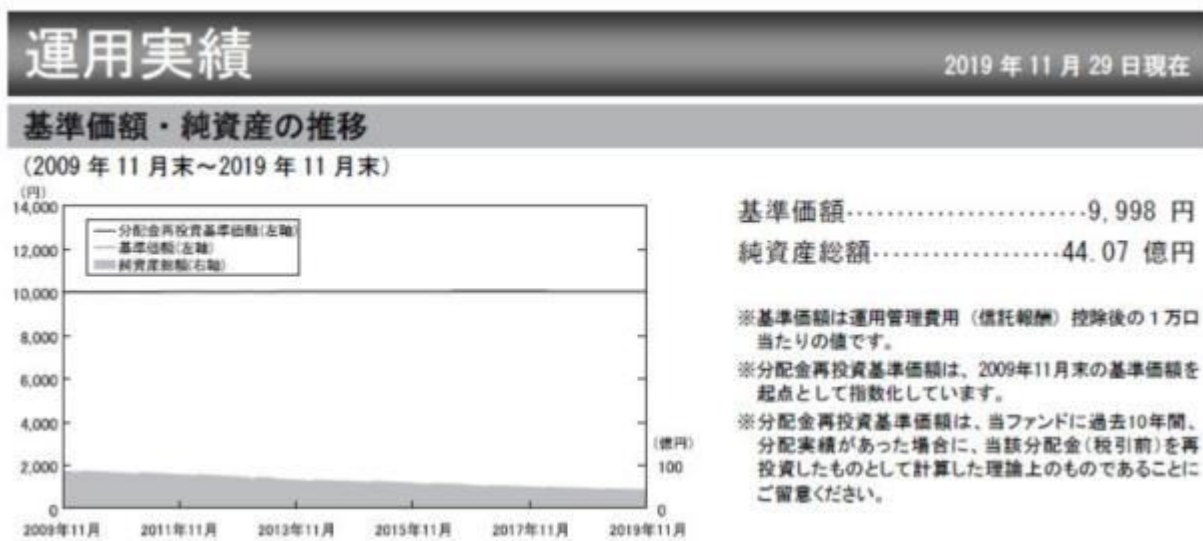 運用実績
2019 年 11 月 29 日現在
基準価額・純資産の推移
（2009 年 11 月末～2019 年 11 月末）
(円)
14,000
12,000
10,000
8,000
6,000
4,000
2,000
0
分配金再投資基準価額(左軸)
基準価額(左軸)
純資産総額(右軸)
(億円)
100
0
2009年11月 2011年11月 2013年11月 2015年11月 2017年11月 2019年11月
基準価額························9,998 円
純資産総額···················44.07 億円
※基準価額は運用管理費用（信託報酬）控除後の１万口
当たりの値です。
※分配金再投資基準価額は、2009年11月末の基準価額を
起点として指数化しています。
※分配金再投資基準価額は、当ファンドに過去10年間、
分配実績があった場合に、当該分配金（税引前）を再
投資したものとして計算した理論上のものであることに
ご留意ください。